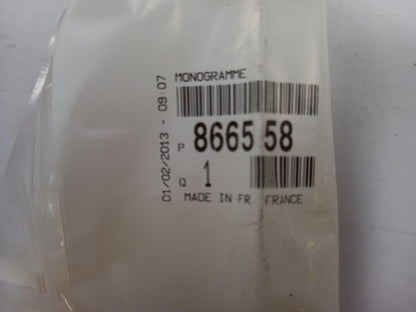 MONOGRAMME
P 8665 58
Q 1
MADE IN FR FRANCE
01/02/2013 - 09 07